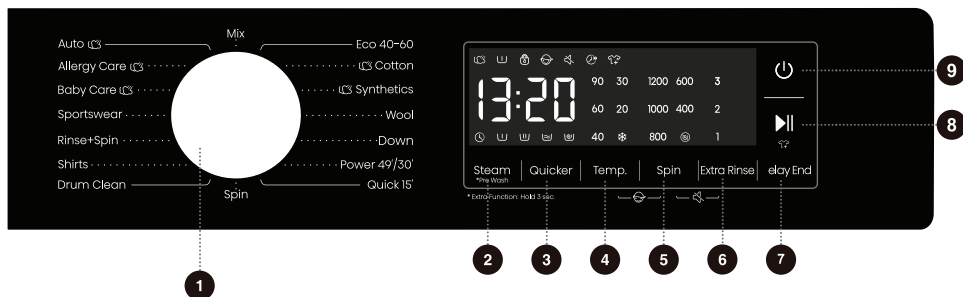 Mix
Auto
Eco 40-60
Allergy Care
Cotton
Baby Care
Synthetics
Sportswear
Wool
Rinse+Spin
Down
Shirts
Power 49'/30'
Drum Clean
Quick 15'
Spin
13:20
90 30 1200 600 3
60 20 1000 400 2
40 800 1
Steam Quicker Temp. Spin Extra Rinse elay End
*Pre Wash
* Extra Function: Hold 3 sec.
9
8
1
2 3 4 5 6 7